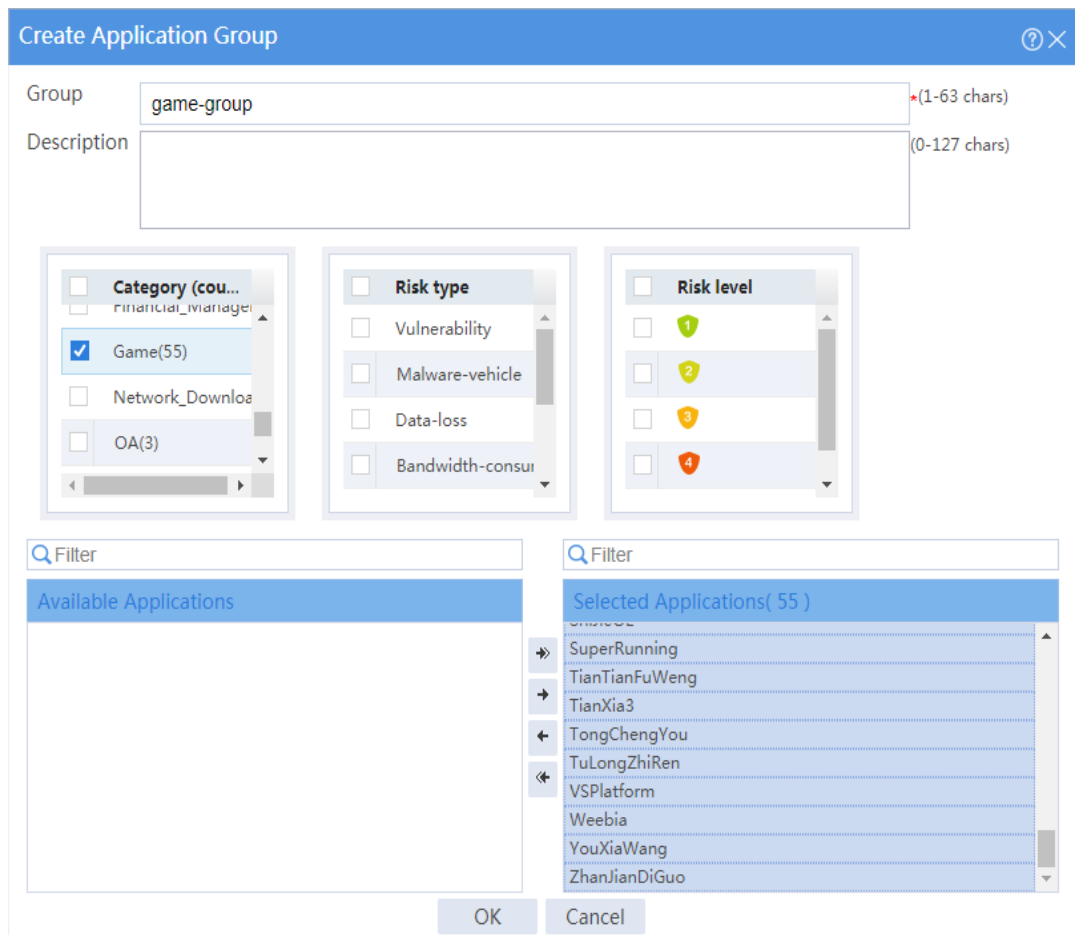 Create Application Group
Group
game-group
*(1-63 chars)
Description
(0-127 chars)
Category (cou...
Financial_Manage
Game(55)
Network_Downloa
OA(3)
Risk type
Vulnerability
Malware-vehicle
Data-loss
Bandwidth-consu
Risk level
1
2
3
4
Filter
Available Applications
Filter
Selected Applications( 55 )
SuperRunning
TianTianFuWeng
TianXia3
TongChengYou
TuLongZhiRen
VSPlatform
Weebia
YouXiaWang
ZhanJianDiGuo
OK
Cancel